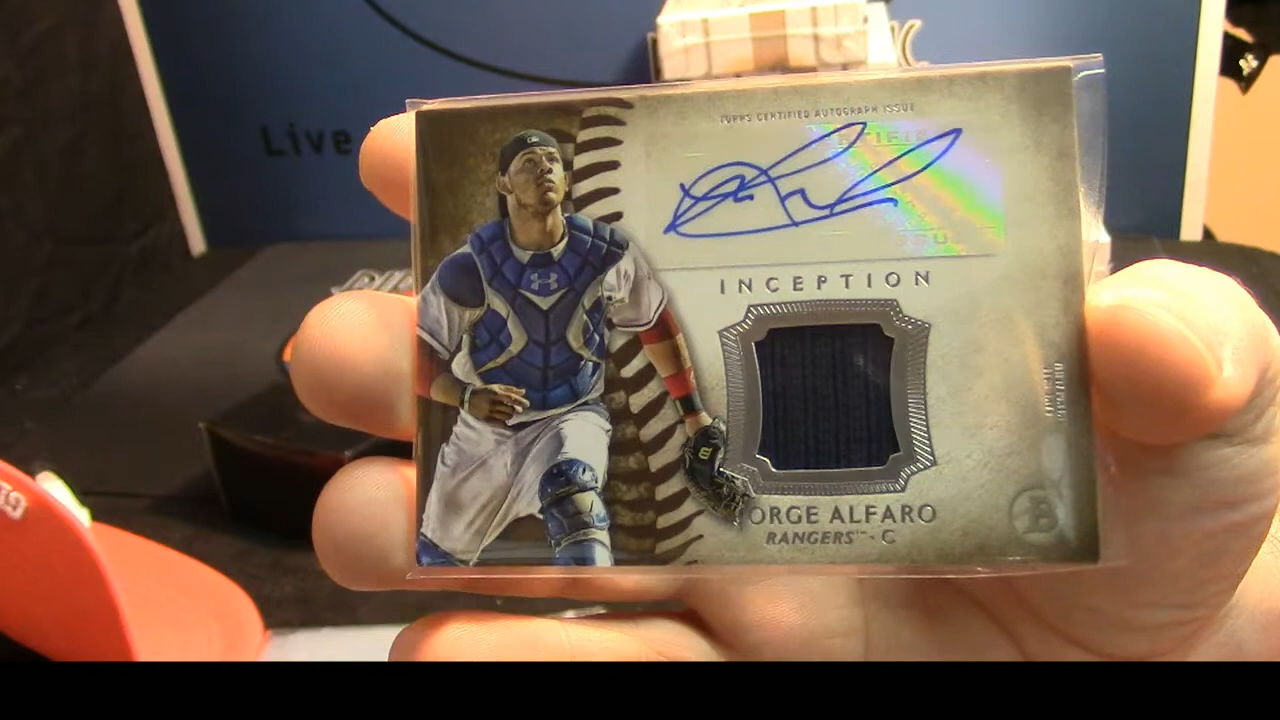 Live
TOPPS CERTIFIED AUTOGRAPH ISSUE
INCEPTION
ORGE ALFARO
RANGERS™ · C
B